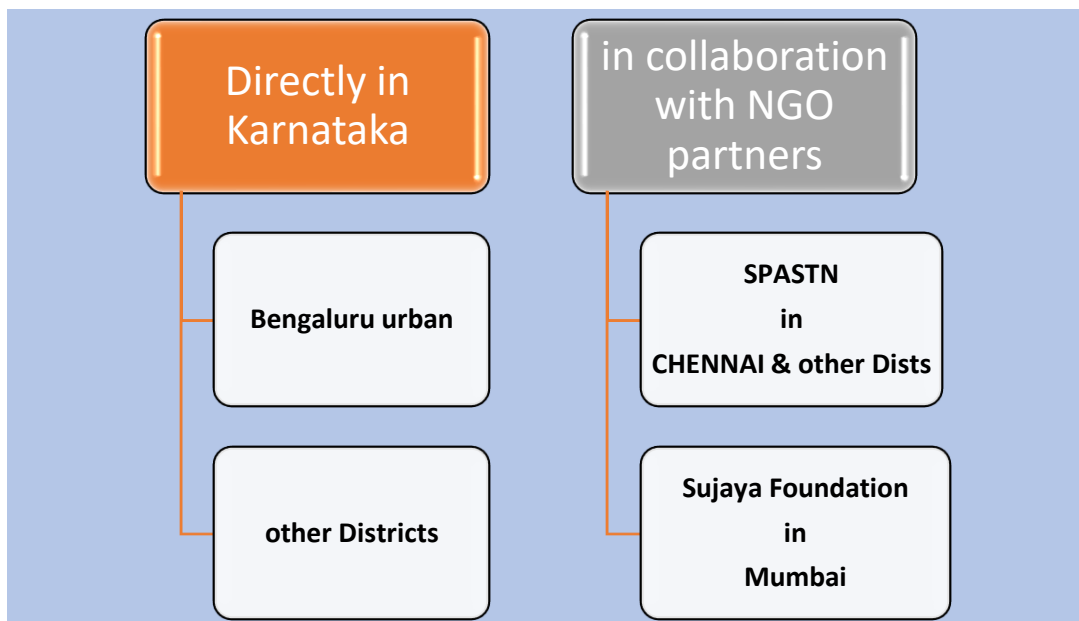 Directly in
Karnataka
Bengaluru urban
other Districts
in collaboration
with NGO
partners
SPASTN
in
CHENNAI & other Dists
Sujaya Foundation
in
Mumbai